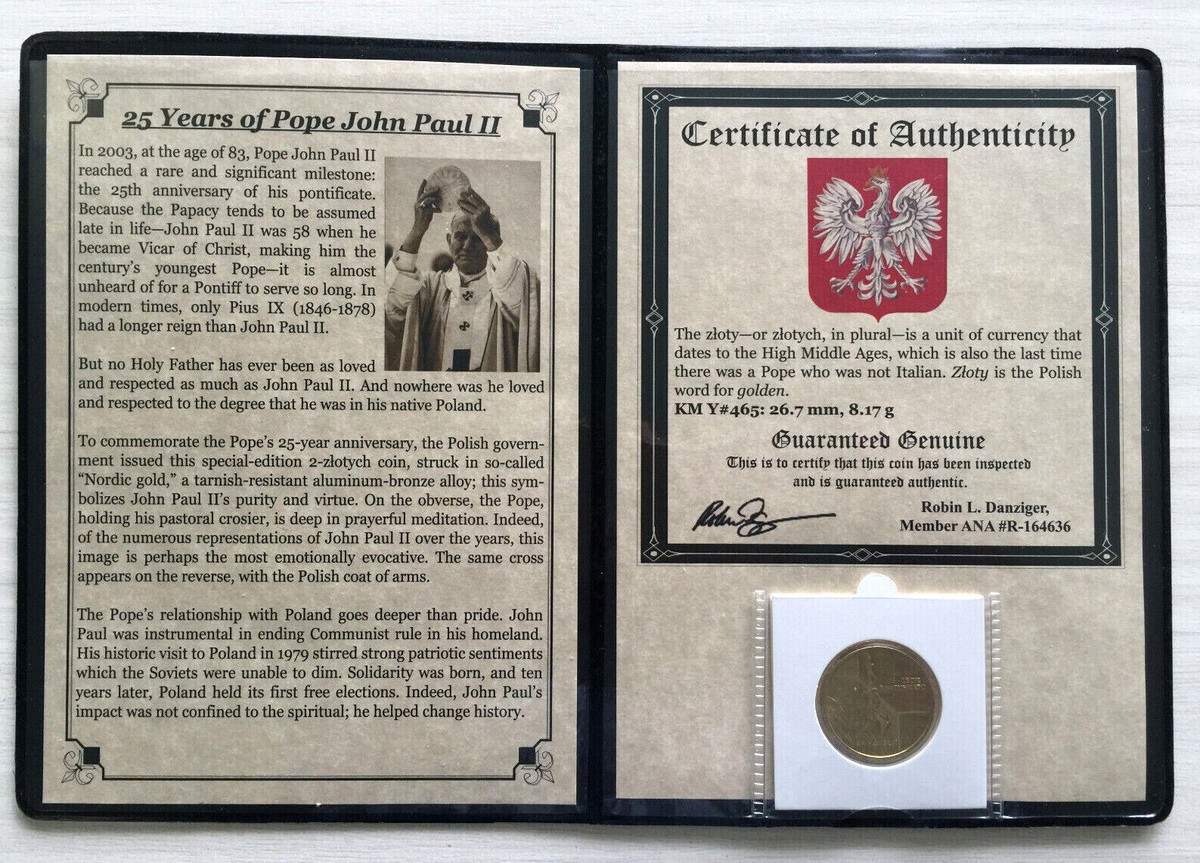 25 Years of Pope John Paul II
In 2003, at the age of 83, Pope John Paul II
reached a rare and significant milestone:
the 25th anniversary of his pontificate.
Because the Papacy tends to be assumed
late in life—John Paul II was 58 when he
became Vicar of Christ, making him the
century's youngest Pope—it is almost
unheard of for a Pontiff to serve so long. In
modern times, only Pius IX (1846-1878)
had a longer reign than John Paul II.
But no Holy Father has ever been as loved
and respected as much as John Paul II. And nowhere was he loved
and respected to the degree that he was in his native Poland.
To commemorate the Pope's 25-year anniversary, the Polish govern-
ment issued this special-edition 2-złotych coin, struck in so-called
"Nordic gold," a tarnish-resistant aluminum-bronze alloy; this sym-
bolizes John Paul II's purity and virtue. On the obverse, the Pope,
holding his pastoral crosier, is deep in prayerful meditation. Indeed,
of the numerous representations of John Paul II over the years, this
image is perhaps the most emotionally evocative. The same cross
appears on the reverse, with the Polish coat of arms.
The Pope's relationship with Poland goes deeper than pride. John
Paul was instrumental in ending Communist rule in his homeland.
His historic visit to Poland in 1979 stirred strong patriotic sentiments
which the Soviets were unable to dim. Solidarity was born, and ten
years later, Poland held its first free elections. Indeed, John Paul's
impact was not confined to the spiritual; he helped change history.
Certificate of Authenticity
The złoty—or złotych, in plural—is a unit of currency that
dates to the High Middle Ages, which is also the last time
there was a Pope who was not Italian. Złoty is the Polish
word for golden.
KM Y#465: 26.7 mm, 8.17 g
Guaranteed Genuine
This is to certify that this coin has been inspected
and is guaranteed authentic.
Robin L. Danziger,
Member ANA #R-164636